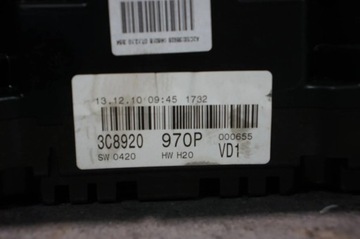 13.12.10 09:45 1732
3C8920 970P 000655
SW 0420 HW H20 VD1